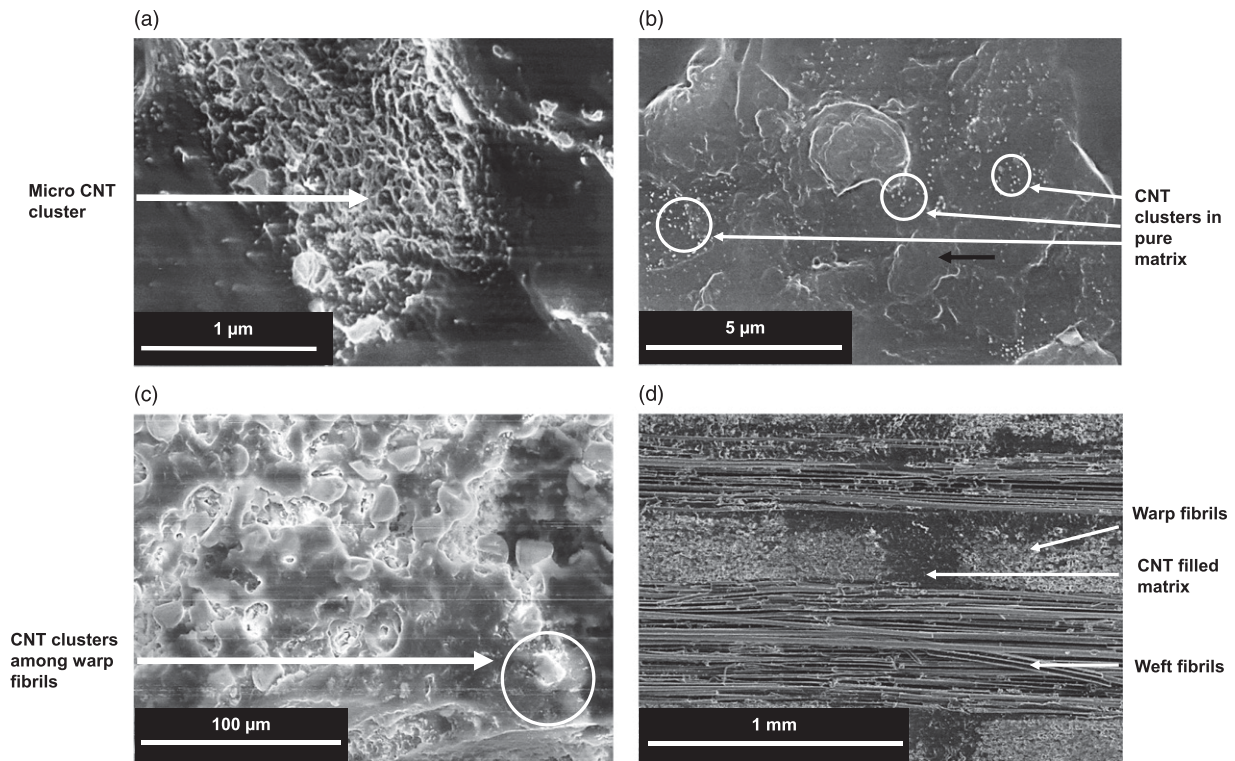 (a)
(b)
Micro CNT
cluster
CNT
clusters in
pure
matrix
1 µm
5 µm
(c)
(d)
CNT clusters
among warp
fibrils
Warp fibrils
CNT filled
matrix
Weft fibrils
100 µm
1 mm